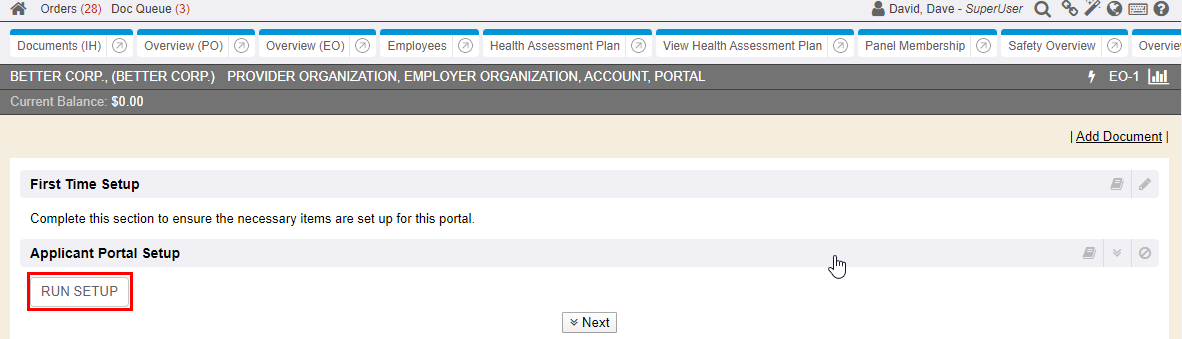 Orders (28) Doc Queue (3) David, Dave - SuperUser
Documents (IH) Overview (PO) Overview (EO) Employees Health Assessment Plan View Health Assessment Plan Panel Membership Safety Overview
BETTER CORP., (BETTER CORP.) PROVIDER ORGANIZATION, EMPLOYER ORGANIZATION, ACCOUNT, PORTAL EO-1
Current Balance: $0.00
| Add Document |
First Time Setup
Complete this section to ensure the necessary items are set up for this portal.
Applicant Portal Setup
RUN SETUP
Next